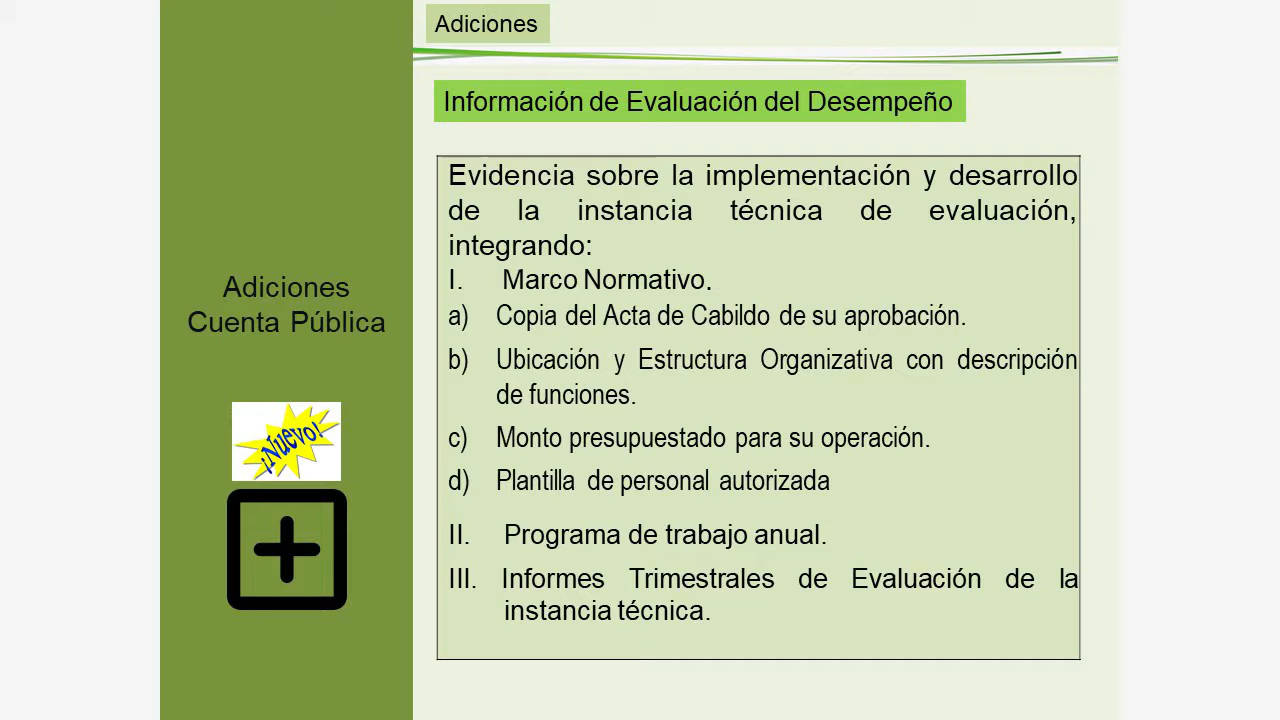 Adiciones
Información de Evaluación del Desempeño
Adiciones
Cuenta Pública
¡Nuevo!
Evidencia sobre la implementación y desarrollo
de la instancia técnica de evaluación,
integrando:
I. Marco Normativo.
a) Copia del Acta de Cabildo de su aprobación.
b) Ubicación y Estructura Organizativa con descripción
de funciones.
c) Monto presupuestado para su operación.
d) Plantilla de personal autorizada
II. Programa de trabajo anual.
III. Informes Trimestrales de Evaluación de la
instancia técnica.